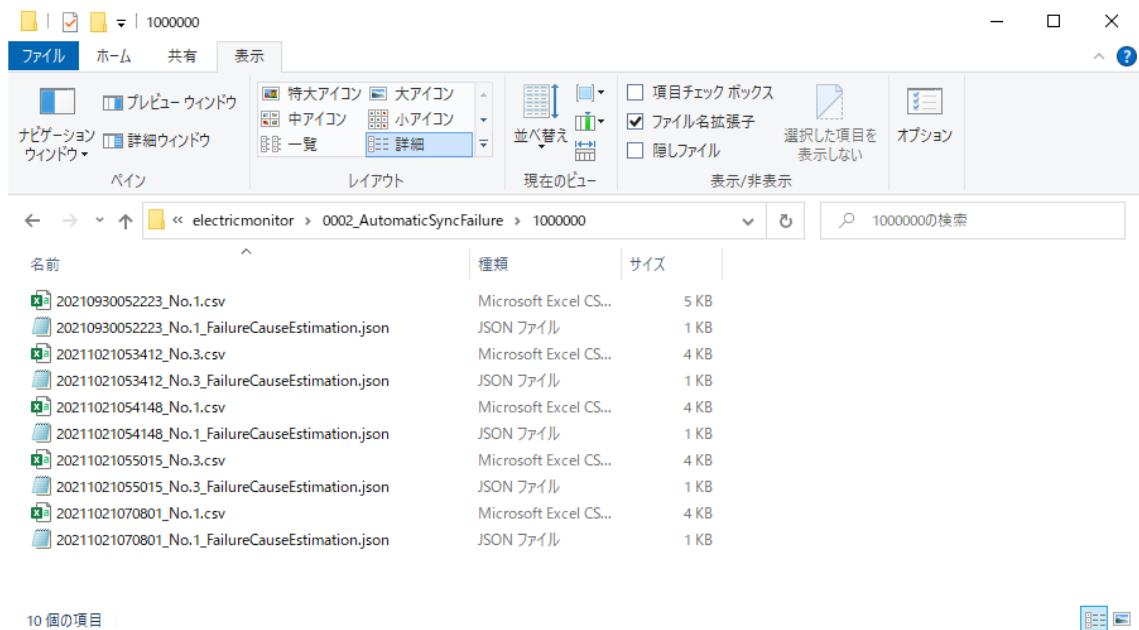 1000000
ファイル ホーム 共有 表示
ナビゲーション ウィンドウ
プレビュー ウィンドウ
詳細ウィンドウ
ペイン
特大アイコン 大アイコン
中アイコン 小アイコン
一覧 詳細
レイアウト
並べ替え
現在のビュー
項目チェック ボックス
ファイル名拡張子
隠しファイル
選択した項目を
表示しない
表示/非表示
オプション
« electricmonitor › 0002_AutomaticSyncFailure › 1000000
1000000の検索
名前 種類 サイズ
20210930052223_No.1.csv Microsoft Excel CS... 5 KB
20210930052223_No.1_FailureCauseEstimation.json JSON ファイル 1 KB
20211021053412_No.3.csv Microsoft Excel CS... 4 KB
20211021053412_No.3_FailureCauseEstimation.json JSON ファイル 1 KB
20211021054148_No.1.csv Microsoft Excel CS... 4 KB
20211021054148_No.1_FailureCauseEstimation.json JSON ファイル 1 KB
20211021055015_No.3.csv Microsoft Excel CS... 4 KB
20211021055015_No.3_FailureCauseEstimation.json JSON ファイル 1 KB
20211021070801_No.1.csv Microsoft Excel CS... 4 KB
20211021070801_No.1_FailureCauseEstimation.json JSON ファイル 1 KB
10 個の項目